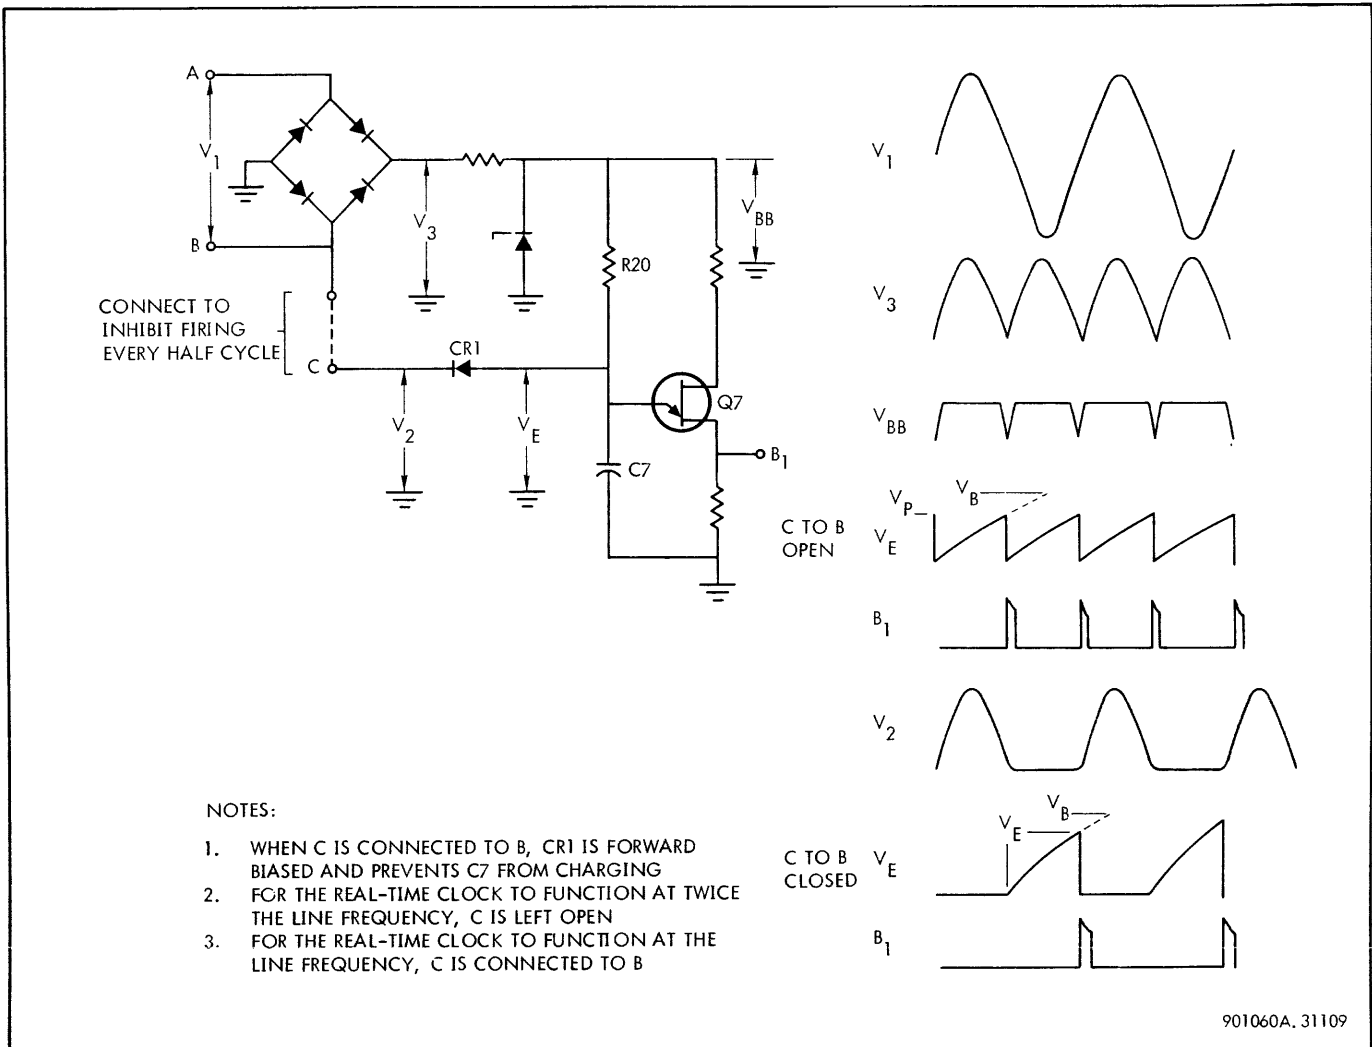 A
V1
B
V3
VBB
R20
CONNECT TO
INHIBIT FIRING
EVERY HALF CYCLE
C
CR1
V2
VE
Q7
B1
C7
V1
V3
VBB
VP
VB
C TO B
OPEN
VE
B1
V2
VB
VE
C TO B
CLOSED
VE
B1
NOTES:
1. WHEN C IS CONNECTED TO B, CR1 IS FORWARD
BIASED AND PREVENTS C7 FROM CHARGING
2. FOR THE REAL-TIME CLOCK TO FUNCTION AT TWICE
THE LINE FREQUENCY, C IS LEFT OPEN
3. FOR THE REAL-TIME CLOCK TO FUNCTION AT THE
LINE FREQUENCY, C IS CONNECTED TO B
901060A. 31109